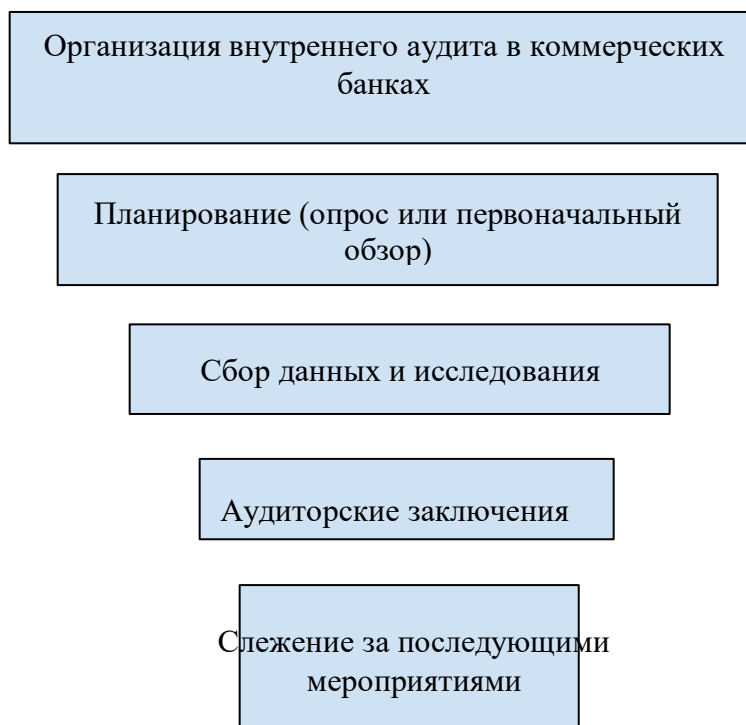 Организация внутреннего аудита в коммерческих
банках
Планирование (опрос или первоначальный
обзор)
Сбор данных и исследования
Аудиторские заключения
Слежение за последующими
мероприятиями